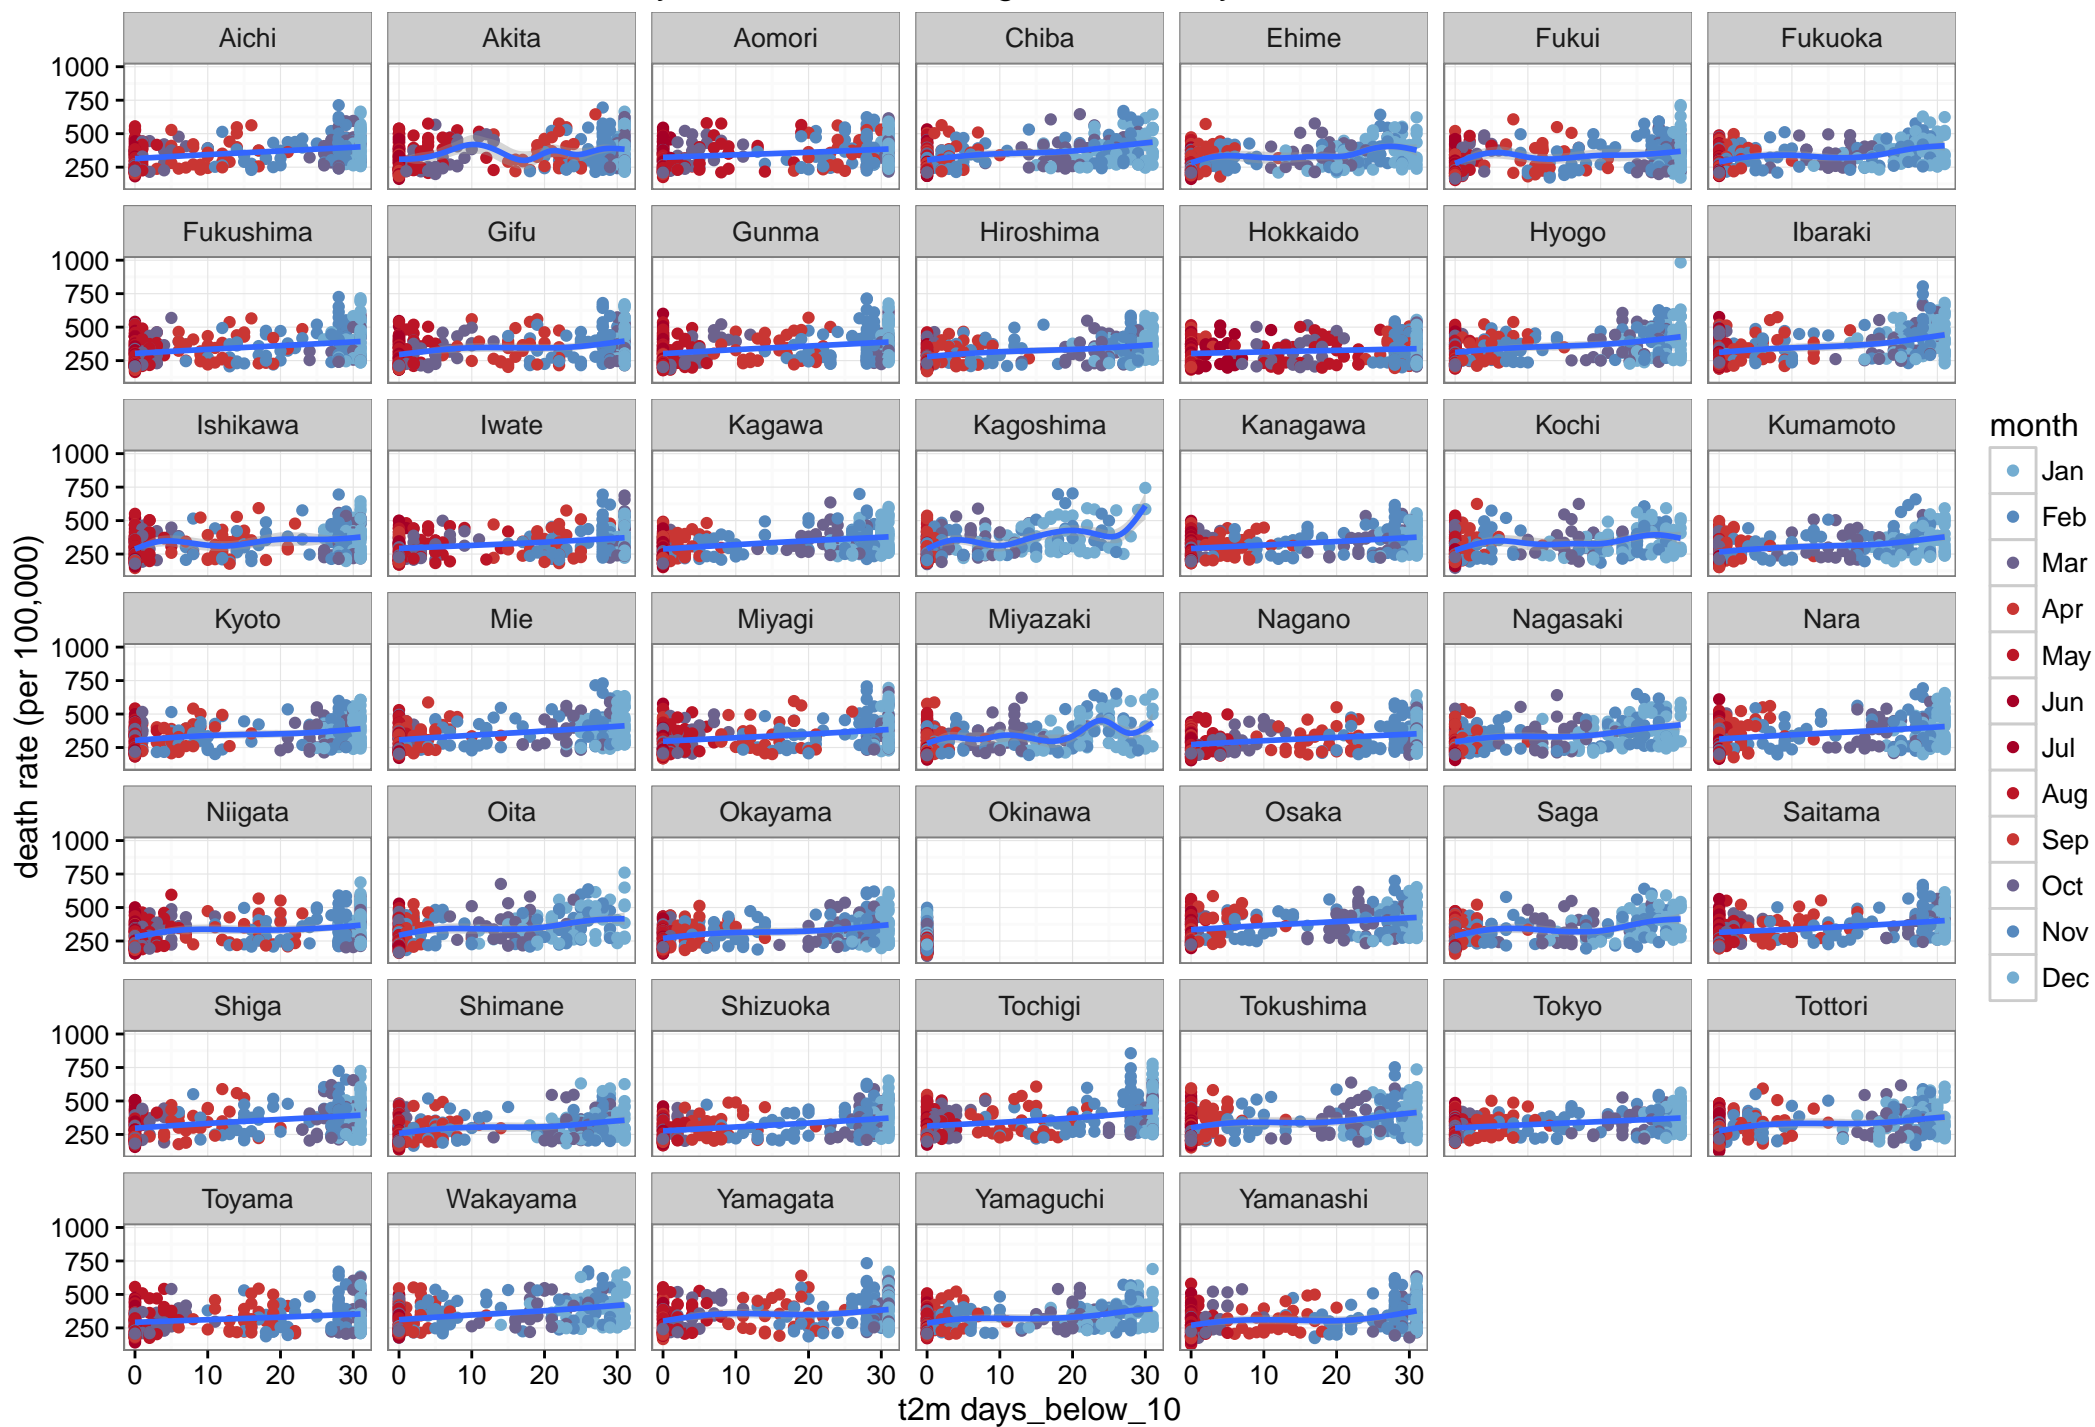 Aichi Akita Aomori Chiba Ehime Fukui Fukuoka
1000
750
500
250
Fukushima Gifu Gunma Hiroshima Hokkaido Hyogo Ibaraki
1000
750
500
250
Ishikawa Iwate Kagawa Kagoshima Kanagawa Kochi Kumamoto
1000
750
500
250
Kyoto Mie Miyagi Miyazaki Nagano Nagasaki Nara
1000
750
500
250
Niigata Oita Okayama Okinawa Osaka Saga Saitama
1000
750
500
250
Shiga Shimane Shizuoka Tochigi Tokushima Tokyo Tottori
1000
750
500
250
Toyama Wakayama Yamagata Yamaguchi Yamanashi
1000
750
500
250
0 10 20 30 0 10 20 30 0 10 20 30 0 10 20 30 0 10 20 30
t2m days_below_10
death rate (per 100,000)
month
Jan
Feb
Mar
Apr
May
Jun
Jul
Aug
Sep
Oct
Nov
Dec